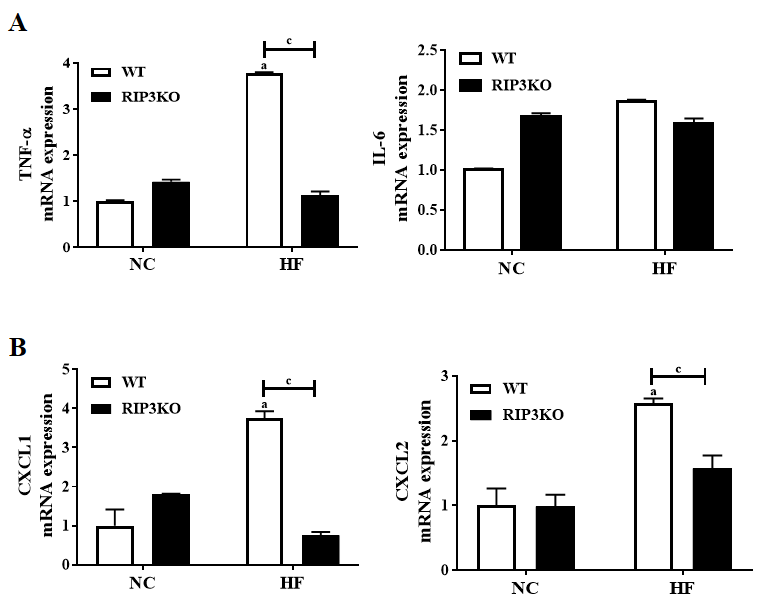 A
TNF-α
mRNA expression
4
3
2
1
0
WT
RIP3KO
a
c
NC
HF
IL-6
mRNA expression
2.5
2.0
1.5
1.0
0.5
0.0
WT
RIP3KO
NC
HF
B
CXCL1
mRNA expression
5
4
3
2
1
0
WT
RIP3KO
a
c
NC
HF
CXCL2
mRNA expression
3
2
1
0
WT
RIP3KO
a
c
NC
HF